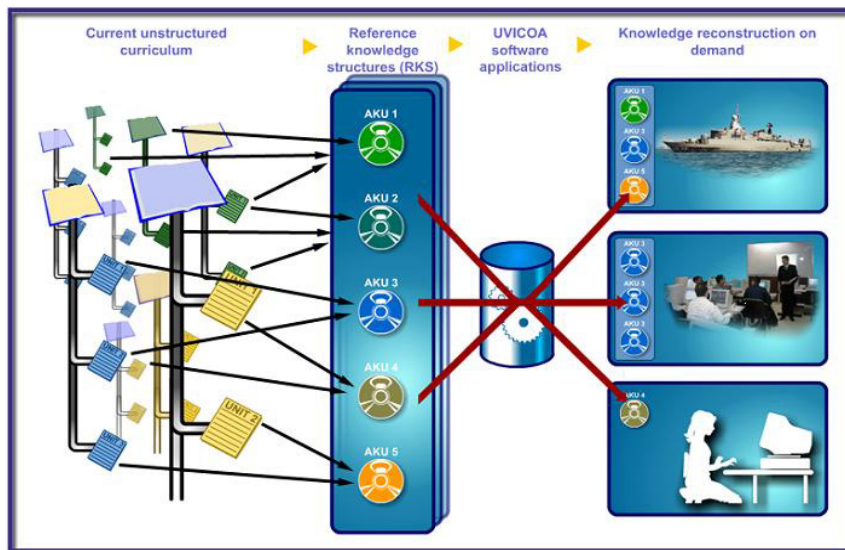 Current unstructured
curriculum
Reference
knowledge
structures (RKS)
UVICOA
software
applications
Knowledge reconstruction on
demand
AKU 1
AKU 2
AKU 3
AKU 4
AKU 5
UNIT 1
UNIT 2
UNIT 2
AKU 1
AKU 3
AKU 5
AKU 3
AKU 3
AKU 3
AKU 4